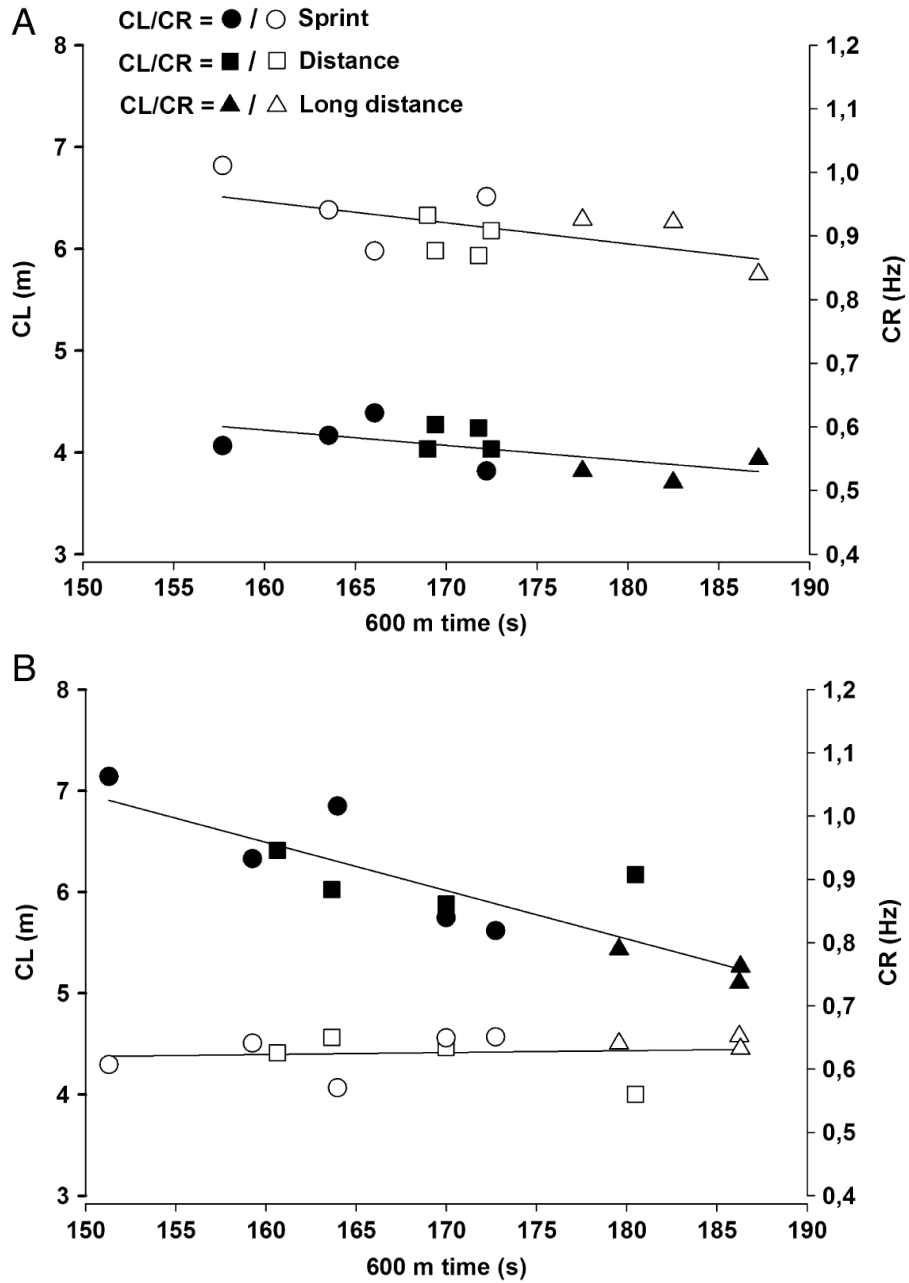 A
CL/CR = ● / ○ Sprint
CL/CR = ■ / □ Distance
CL/CR = ▲ / △ Long distance
8
7
6
5
4
3
CL (m)
1,2
1,1
1,0
0,9
0,8
0,7
0,6
0,5
0,4
CR (Hz)
150 155 160 165 170 175 180 185 190
600 m time (s)
B
8
7
6
5
4
3
CL (m)
1,2
1,1
1,0
0,9
0,8
0,7
0,6
0,5
0,4
CR (Hz)
150 155 160 165 170 175 180 185 190
600 m time (s)